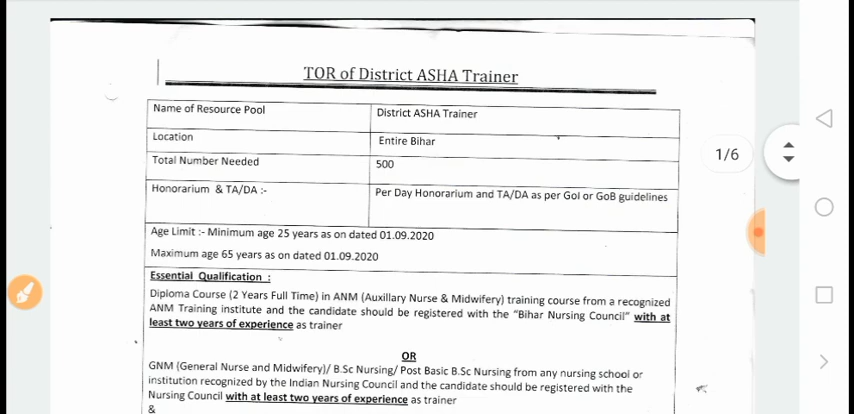 TOR of District ASHA Trainer
Name of Resource Pool
District ASHA Trainer
Location
Entire Bihar
Total Number Needed
500
Honorarium & TA/DA :-
Per Day Honorarium and TA/DA as per GoI or GoB guidelines
Age Limit :- Minimum age 25 years as on dated 01.09.2020
Maximum age 65 years as on dated 01.09.2020
Essential Qualification :
Diploma Course (2 Years Full Time) in ANM (Auxillary Nurse & Midwifery) training course from a recognized
ANM Training institute and the candidate should be registered with the "Bihar Nursing Council" with at
least two years of experience as trainer
OR
GNM (General Nurse and Midwifery)/ B.Sc Nursing/ Post Basic B.Sc Nursing from any nursing school or
institution recognized by the Indian Nursing Council and the candidate should be registered with the
Nursing Council with at least two years of experience as trainer
&
1/6